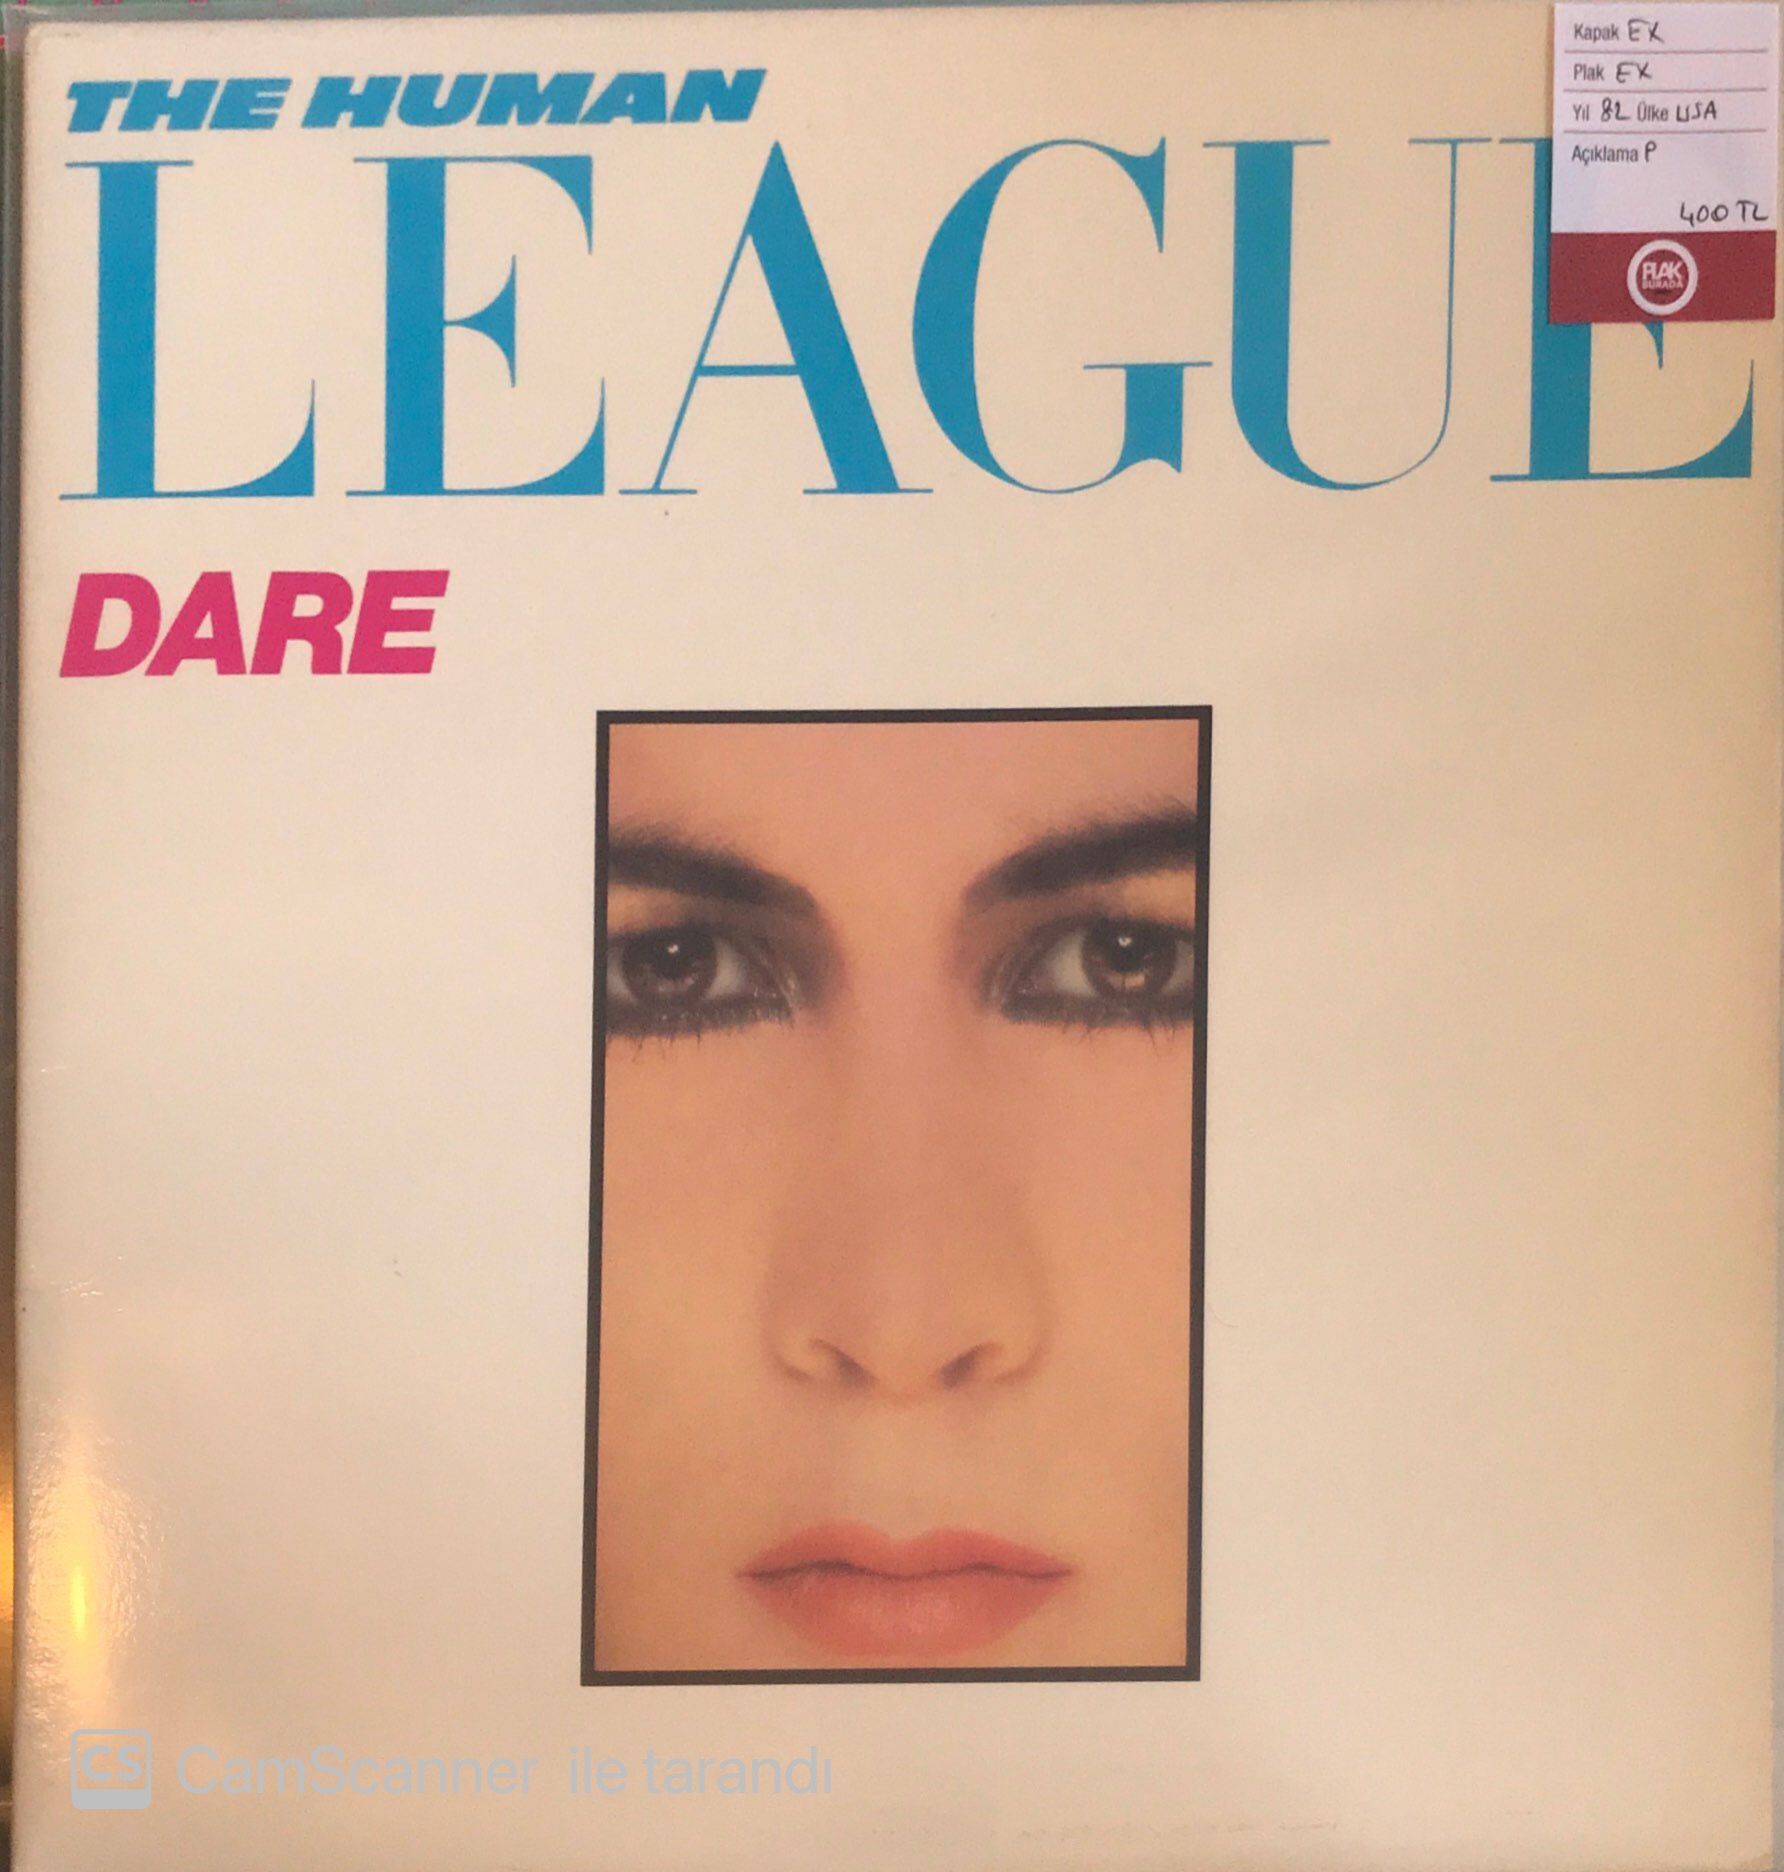 THE HUMAN
LEAGUE
DARE
Kapak EX
Plak EX
Yıl 82 Ülke USA
Açıklama P
400 TL
PLAK
BURADA
CS CamScanner ile tarandı